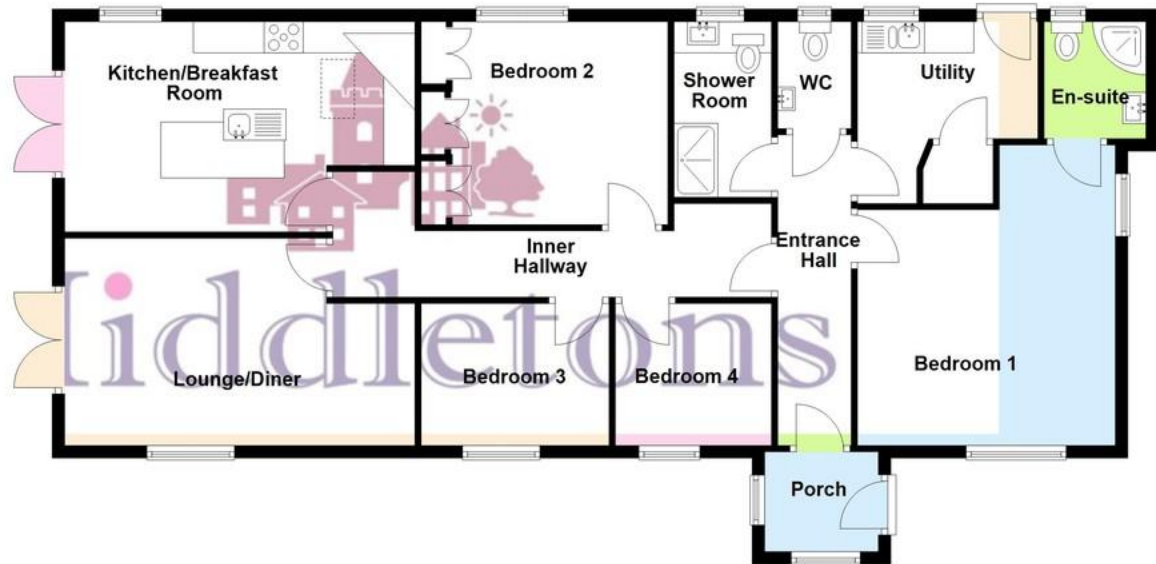 Kitchen/Breakfast
Room
Bedroom 2
Shower
Room
WC
Utility
En-suite
Inner
Hallway
Entrance
Hall
Lounge/Diner
Bedroom 3
Bedroom 4
Bedroom 1
Porch
Middletons